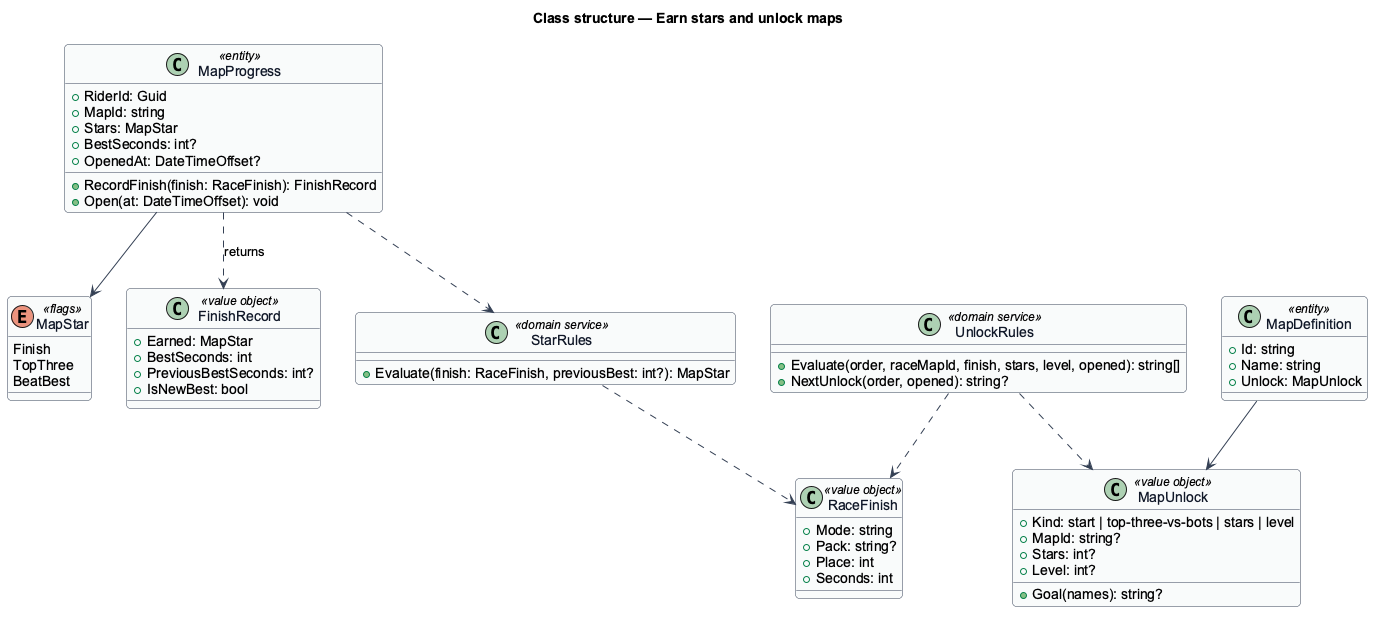 Class structure — Earn stars and unlock maps
«entity»
C
MapProgress
RiderId: Guid
MapId: string
Stars: MapStar
BestSeconds: int?
OpenedAt: DateTimeOffset?
RecordFinish(finish: RaceFinish): FinishRecord
Open(at: DateTimeOffset): void
returns
«flags»
E
MapStar
Finish
TopThree
BeatBest
«value object»
C
FinishRecord
Earned: MapStar
BestSeconds: int
PreviousBestSeconds: int?
IsNewBest: bool
«domain service»
C
StarRules
Evaluate(finish: RaceFinish, previousBest: int?): MapStar
«domain service»
C
UnlockRules
Evaluate(order, raceMapId, finish, stars, level, opened): string[]
NextUnlock(order, opened): string?
«entity»
C
MapDefinition
Id: string
Name: string
Unlock: MapUnlock
«value object»
C
RaceFinish
Mode: string
Pack: string?
Place: int
Seconds: int
«value object»
C
MapUnlock
Kind: start | top-three-vs-bots | stars | level
MapId: string?
Stars: int?
Level: int?
Goal(names): string?